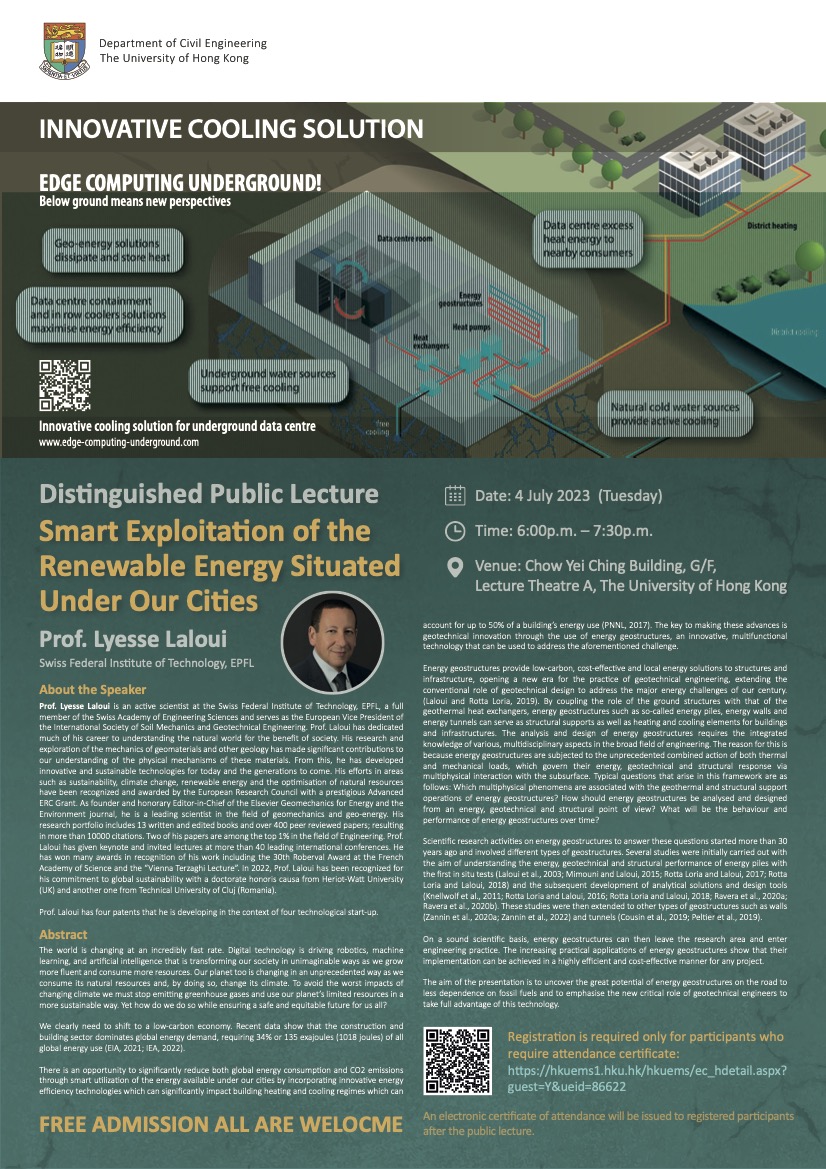 Department of Civil Engineering
The University of Hong Kong
INNOVATIVE COOLING SOLUTION
EDGE COMPUTING UNDERGROUND!
Below ground means new perspectives
Geo-energy solutions
dissipate and store heat
Data centre containment
and in row coolers solutions
maximise energy efficiency
Underground water sources
support free cooling
Data centre room
Energy
geostructures
Heat pumps
Heat
exchangers
Free
cooling
Data centre excess
heat energy to
nearby consumers
District heating
District cooling
Natural cold water sources
provide active cooling
Innovative cooling solution for underground data centre
www.edge-computing-underground.com
Distinguished Public Lecture
Smart Exploitation of the
Renewable Energy Situated
Under Our Cities
Prof. Lyesse Laloui
Swiss Federal Institute of Technology, EPFL
Date: 4 July 2023 (Tuesday)
Time: 6:00p.m. – 7:30p.m.
Venue: Chow Yei Ching Building, G/F,
Lecture Theatre A, The University of Hong Kong
About the Speaker
Prof. Lyesse Laloui is an active scientist at the Swiss Federal Institute of Technology, EPFL, a full
member of the Swiss Academy of Engineering Sciences and serves as the European Vice President of
the International Society of Soil Mechanics and Geotechnical Engineering. Prof. Laloui has dedicated
much of his career to understanding the natural world for the benefit of society. His research and
exploration of the mechanics of geomaterials and other geology has made significant contributions to
our understanding of the physical mechanisms of these materials. From this, he has developed
innovative and sustainable technologies for today and the generations to come. His efforts in areas
such as sustainability, climate change, renewable energy and the optimisation of natural resources
have been recognized and awarded by the European Research Council with a prestigious Advanced
ERC Grant. As founder and honorary Editor-in-Chief of the Elsevier Geomechanics for Energy and the
Environment journal, he is a leading scientist in the field of geomechanics and geo-energy. His
research portfolio includes 13 written and edited books and over 400 peer reviewed papers; resulting
in more than 10000 citations. Two of his papers are among the top 1% in the field of Engineering. Prof.
Laloui has given keynote and invited lectures at more than 40 leading international conferences. He
has won many awards in recognition of his work including the 30th Roberval Award at the French
Academy of Science and the “Vienna Terzaghi Lecture”. In 2022, Prof. Laloui has been recognized for
his commitment to global sustainability with a doctorate honoris causa from Heriot-Watt University
(UK) and another one from Technical University of Cluj (Romania).
Prof. Laloui has four patents that he is developing in the context of four technological start-up.
Abstract
The world is changing at an incredibly fast rate. Digital technology is driving robotics, machine
learning, and artificial intelligence that is transforming our society in unimaginable ways as we grow
more fluent and consume more resources. Our planet too is changing in an unprecedented way as we
consume its natural resources and, by doing so, change its climate. To avoid the worst impacts of
changing climate we must stop emitting greenhouse gases and use our planet’s limited resources in a
more sustainable way. Yet how do we do so while ensuring a safe and equitable future for us all?
We clearly need to shift to a low-carbon economy. Recent data show that the construction and
building sector dominates global energy demand, requiring 34% or 135 exajoules (1018 joules) of all
global energy use (EIA, 2021; IEA, 2022).
There is an opportunity to significantly reduce both global energy consumption and CO2 emissions
through smart utilization of the energy available under our cities by incorporating innovative energy
efficiency technologies which can significantly impact building heating and cooling regimes which can
account for up to 50% of a building’s energy use (PNNL, 2017). The key to making these advances is
geotechnical innovation through the use of energy geostructures, an innovative, multifunctional
technology that can be used to address the aforementioned challenge.
Energy geostructures provide low-carbon, cost-effective and local energy solutions to structures and
infrastructure, opening a new era for the practice of geotechnical engineering, extending the
conventional role of geotechnical design to address the major energy challenges of our century.
(Laloui and Rotta Loria, 2019). By coupling the role of the ground structures with that of the
geothermal heat exchangers, energy geostructures such as so-called energy piles, energy walls and
energy tunnels can serve as structural supports as well as heating and cooling elements for buildings
and infrastructures. The analysis and design of energy geostructures requires the integrated
knowledge of various, multidisciplinary aspects in the broad field of engineering. The reason for this is
because energy geostructures are subjected to the unprecedented combined action of both thermal
and mechanical loads, which govern their energy, geotechnical and structural response via
multiphysical interaction with the subsurface. Typical questions that arise in this framework are as
follows: Which multiphysical phenomena are associated with the geothermal and structural support
operations of energy geostructures? How should energy geostructures be analysed and designed
from an energy, geotechnical and structural point of view? What will be the behaviour and
performance of energy geostructures over time?
Scientific research activities on energy geostructures to answer these questions started more than 30
years ago and involved different types of geostructures. Several studies were initially carried out with
the aim of understanding the energy, geotechnical and structural performance of energy piles with
the first in situ tests (Laloui et al., 2003; Mimouni and Laloui, 2015; Rotta Loria and Laloui, 2017; Rotta
Loria and Laloui, 2018) and the subsequent development of analytical solutions and design tools
(Knellwolf et al., 2011; Rotta Loria and Laloui, 2016; Rotta Loria and Laloui, 2018; Ravera et al., 2020a;
Ravera et al., 2020b). These studies were then extended to other types of geostructures such as walls
(Zannin et al., 2020a; Zannin et al., 2022) and tunnels (Cousin et al., 2019; Peltier et al., 2019).
On a sound scientific basis, energy geostructures can then leave the research area and enter
engineering practice. The increasing practical applications of energy geostructures show that their
implementation can be achieved in a highly efficient and cost-effective manner for any project.
The aim of the presentation is to uncover the great potential of energy geostructures on the road to
less dependence on fossil fuels and to emphasise the new critical role of geotechnical engineers to
take full advantage of this technology.
Registration is required only for participants who
require attendance certificate:
https://hkuems1.hku.hk/hkuems/ec_hdetail.aspx?
guest=Y&ueid=86622
FREE ADMISSION ALL ARE WELOCME
An electronic certificate of attendance will be issued to registered participants
after the public lecture.